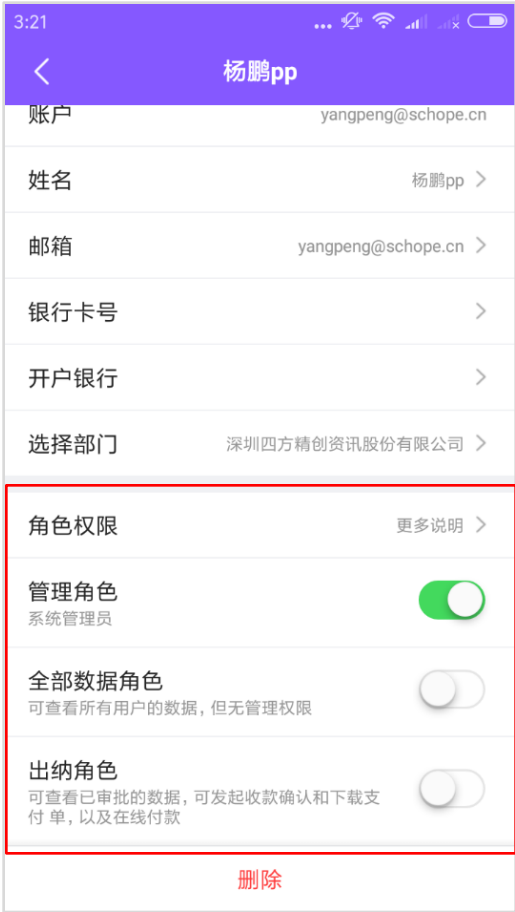 3:21
杨鹏pp
账户 yangpeng@schope.cn
姓名 杨鹏pp
邮箱 yangpeng@schope.cn
银行卡号
开户银行
选择部门 深圳四方精创资讯股份有限公司
角色权限 更多说明
管理角色
系统管理员
全部数据角色
可查看所有用户的数据，但无管理权限
出纳角色
可查看已审批的数据，可发起收款确认和下载支
付 单，以及在线付款
删除